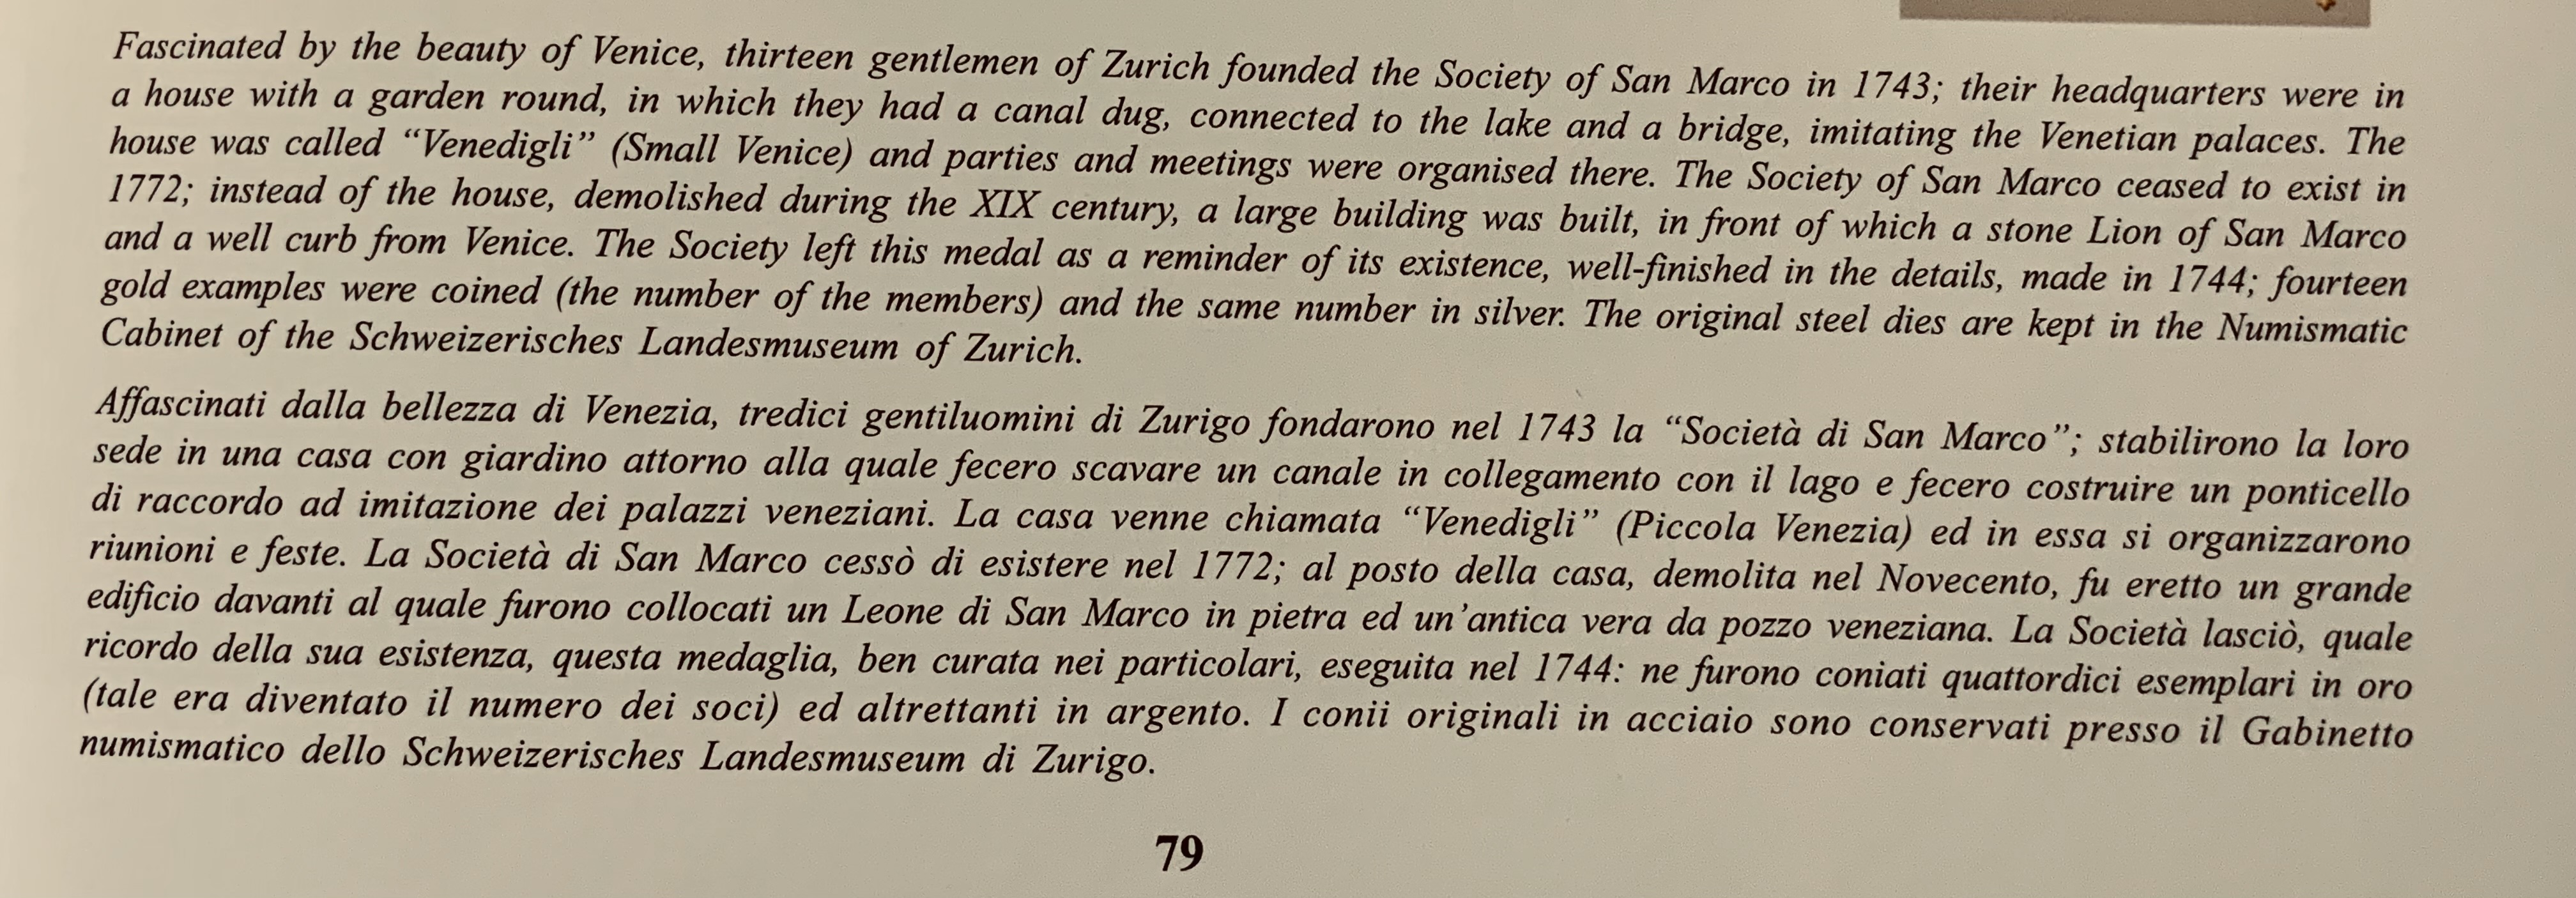 Fascinated by the beauty of Venice, thirteen gentlemen of Zurich founded the Society of San Marco in 1743; their headquarters were in
a house with a garden round, in which they had a canal dug, connected to the lake and a bridge, imitating the Venetian palaces. The
house was called “Venedigli” (Small Venice) and parties and meetings were organised there. The Society of San Marco ceased to exist in
1772; instead of the house, demolished during the XIX century, a large building was built, in front of which a stone Lion of San Marco
and a well curb from Venice. The Society left this medal as a reminder of its existence, well-finished in the details, made in 1744; fourteen
gold examples were coined (the number of the members) and the same number in silver. The original steel dies are kept in the Numismatic
Cabinet of the Schweizerisches Landesmuseum of Zurich.
Affascinati dalla bellezza di Venezia, tredici gentiluomini di Zurigo fondarono nel 1743 la “Società di San Marco”; stabilirono la loro
sede in una casa con giardino attorno alla quale fecero scavare un canale in collegamento con il lago e fecero costruire un ponticello
di raccordo ad imitazione dei palazzi veneziani. La casa venne chiamata “Venedigli” (Piccola Venezia) ed in essa si organizzarono
riunioni e feste. La Società di San Marco cessò di esistere nel 1772; al posto della casa, demolita nel Novecento, fu eretto un grande
edificio davanti al quale furono collocati un Leone di San Marco in pietra ed un’antica vera da pozzo veneziana. La Società lasciò, quale
ricordo della sua esistenza, questa medaglia, ben curata nei particolari, eseguita nel 1744: ne furono coniati quattordici esemplari in oro
(tale era diventato il numero dei soci) ed altrettanti in argento. I conii originali in acciaio sono conservati presso il Gabinetto
numismatico dello Schweizerisches Landesmuseum di Zurigo.
79